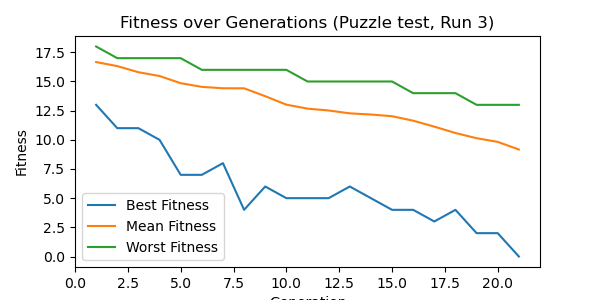 Fitness over Generations (Puzzle test, Run 3)
Fitness
17.5
15.0
12.5
10.0
7.5
5.0
2.5
0.0
Best Fitness
Mean Fitness
Worst Fitness
0.0 2.5 5.0 7.5 10.0 12.5 15.0 17.5 20.0
Generation